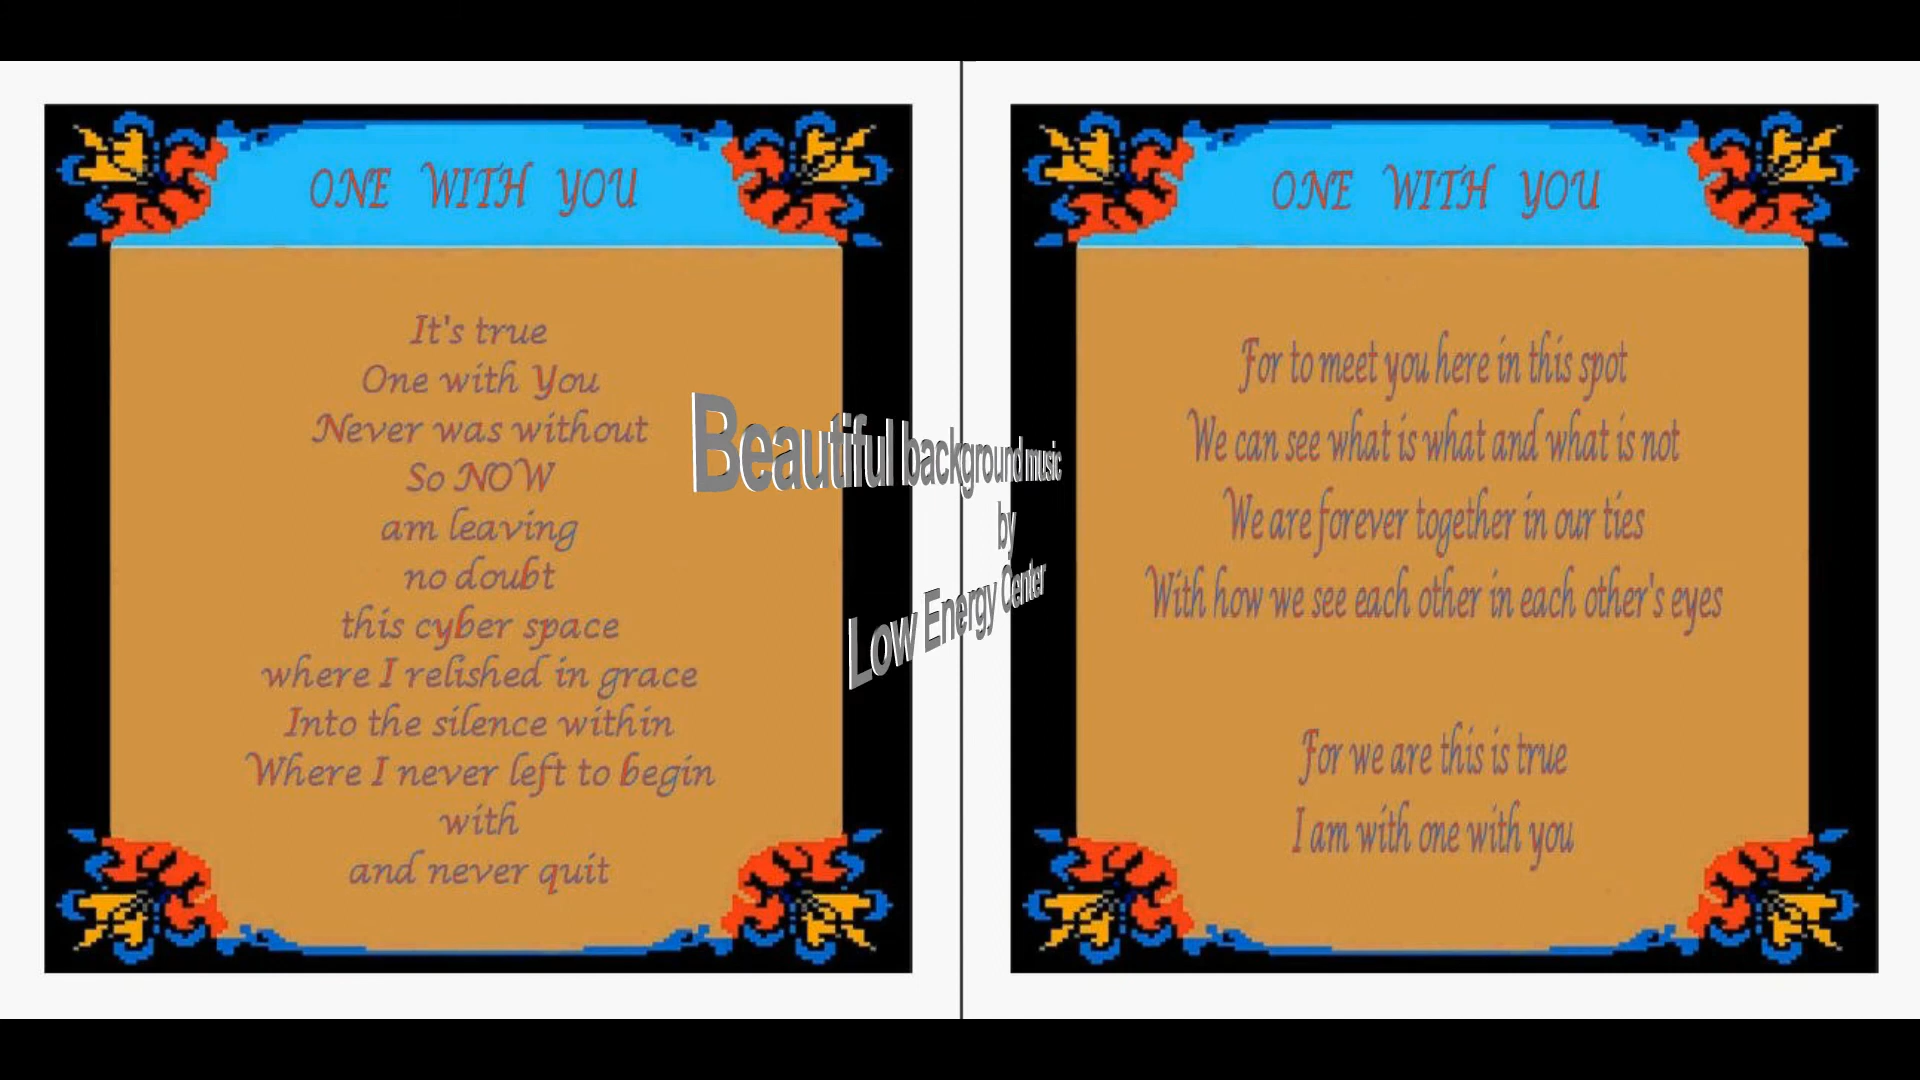 ONE WITH YOU
It's true
One with You
Never was without
So NOW
am leaving
no doubt
this cyber space
where I relished in grace
Into the silence within
Where I never left to begin
with
and never quit
Beautiful background music
by
Low Energy Center
ONE WITH YOU
For to meet you here in this spot
We can see what is what and what is not
We are forever together in our ties
With how we see each other in each other's eyes
For we are this is true
I am with one with you